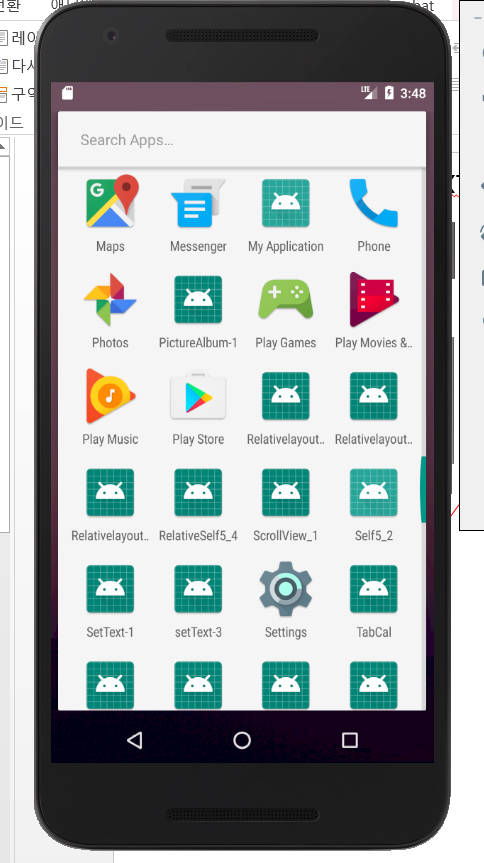 LTE 3:48
Search Apps…
Maps Messenger My Application Phone
Photos PictureAlbum-1 Play Games Play Movies &..
Play Music Play Store Relativelayout.. Relativelayout..
Relativelayout.. RelativeSelf5_4 ScrollView_1 Self5_2
SetText-1 setText-3 Settings TabCal